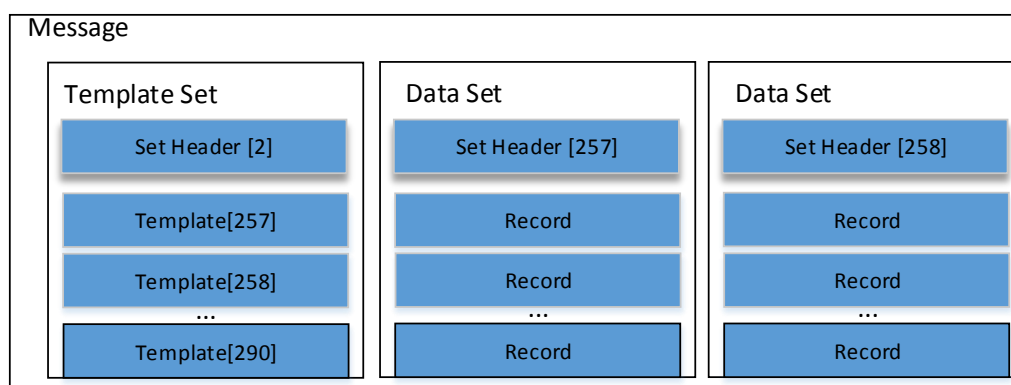 Message
Template Set
Set Header [2]
Template[257]
Template[258]
...
Template[290]
Data Set
Set Header [257]
Record
Record
...
Record
Data Set
Set Header [258]
Record
Record
...
Record